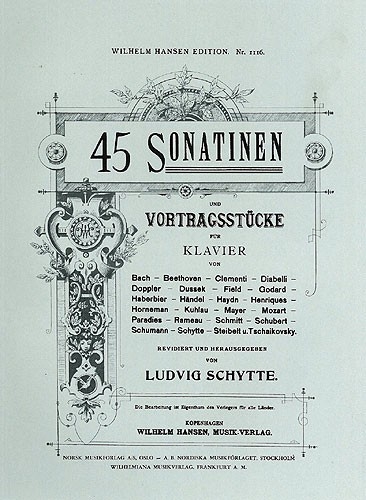 WILHELM HANSEN EDITION. Nr. 1116.
45 SONATINEN
UND
VORTRAGSSTÜCKE
FÜR
KLAVIER
VON
Bach – Beethoven – Clementi – Diabelli –
Doppler – Dussek – Field – Godard –
Haberbier – Händel – Haydn – Henriques –
Horneman – Kuhlau – Mayer – Mozart –
Paradies – Rameau – Schmitt – Schubert –
Schumann – Schytte – Steibelt u. Tschaikovsky.
REVIDIERT UND HERAUSGEGEBEN
VON
LUDVIG SCHYTTE.
Die Bearbeitung ist Eigenthum des Verlegers für alle Länder.
KOPENHAGEN
WILHELM HANSEN, MUSIK-VERLAG.
NORSK MUSIKFORLAG A.S, OSLO – A. B. NORDISKA MUSIKFÖRLAGET, STOCKHOLM
WILHELMIANA MUSIKVERLAG, FRANKFURT A. M.